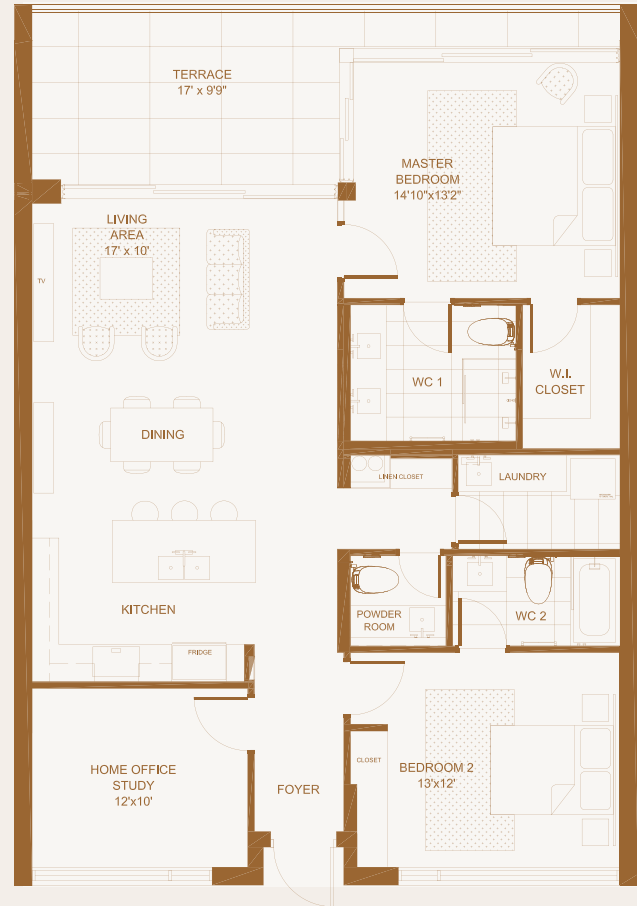 TERRACE
17' x 9'9"
MASTER
BEDROOM
14'10"x13'2"
LIVING
AREA
17' x 10'
TV
WC 1
W.I.
CLOSET
DINING
LINEN CLOSET
LAUNDRY
KITCHEN
FRIDGE
POWDER
ROOM
WC 2
HOME OFFICE
STUDY
12'x10'
FOYER
CLOSET
BEDROOM 2
13'x12'